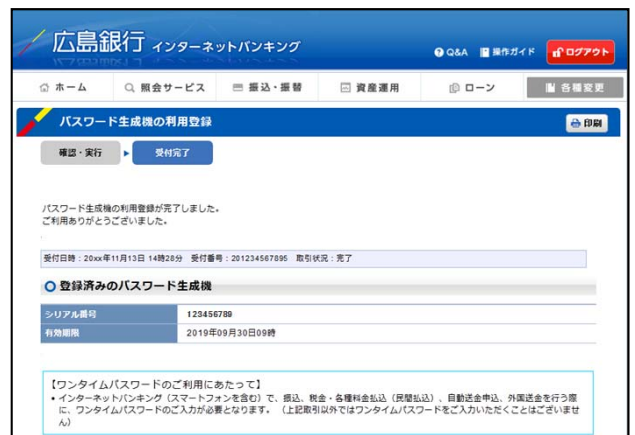 広島銀行 インターネットバンキング
Q&A 操作ガイド ログアウト
ホーム 照会サービス 振込・振替 資産運用 ローン 各種変更
パスワード生成機の利用登録 印刷
確認・実行 受付完了
パスワード生成機の利用登録が完了しました。
ご利用ありがとうございました。
受付日時：20xx年11月13日 14時28分 受付番号：201234567895 取引状況：完了
登録済みのパスワード生成機
シリアル番号 123456789
有効期限 2019年09月30日09時
【ワンタイムパスワードのご利用にあたって】
• インターネットバンキング（スマートフォンを含む）で、振込、税金・各種料金払込（民間払込）、自動送金申込、外国送金を行う際
に、ワンタイムパスワードのご入力が必要となります。（上記取引以外ではワンタイムパスワードをご入力いただくことはございませ
ん）